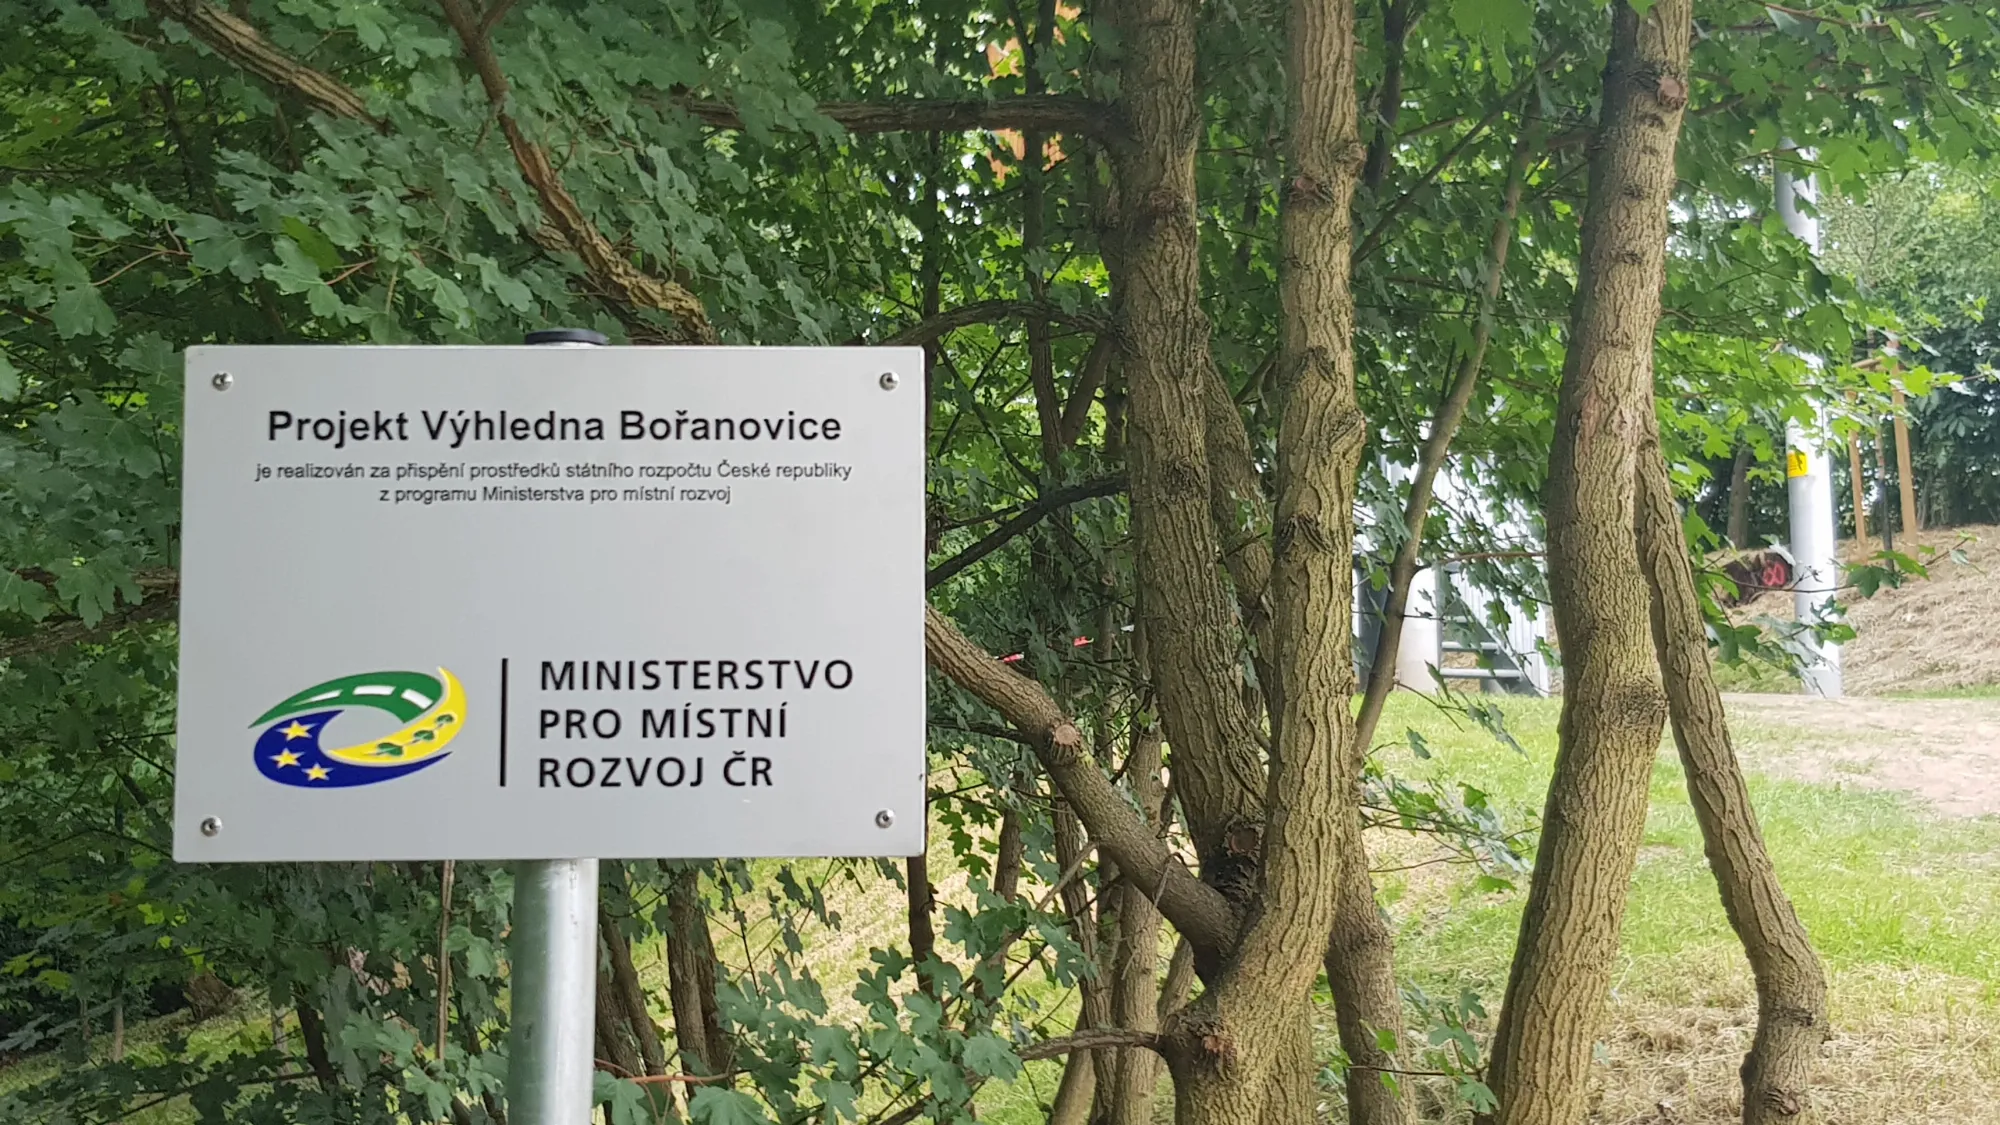 Projekt Výhledna Bořanovice
je realizován za přispění prostředků státního rozpočtu České republiky
z programu Ministerstva pro místní rozvoj
MINISTERSTVO
PRO MÍSTNÍ
ROZVOJ ČR